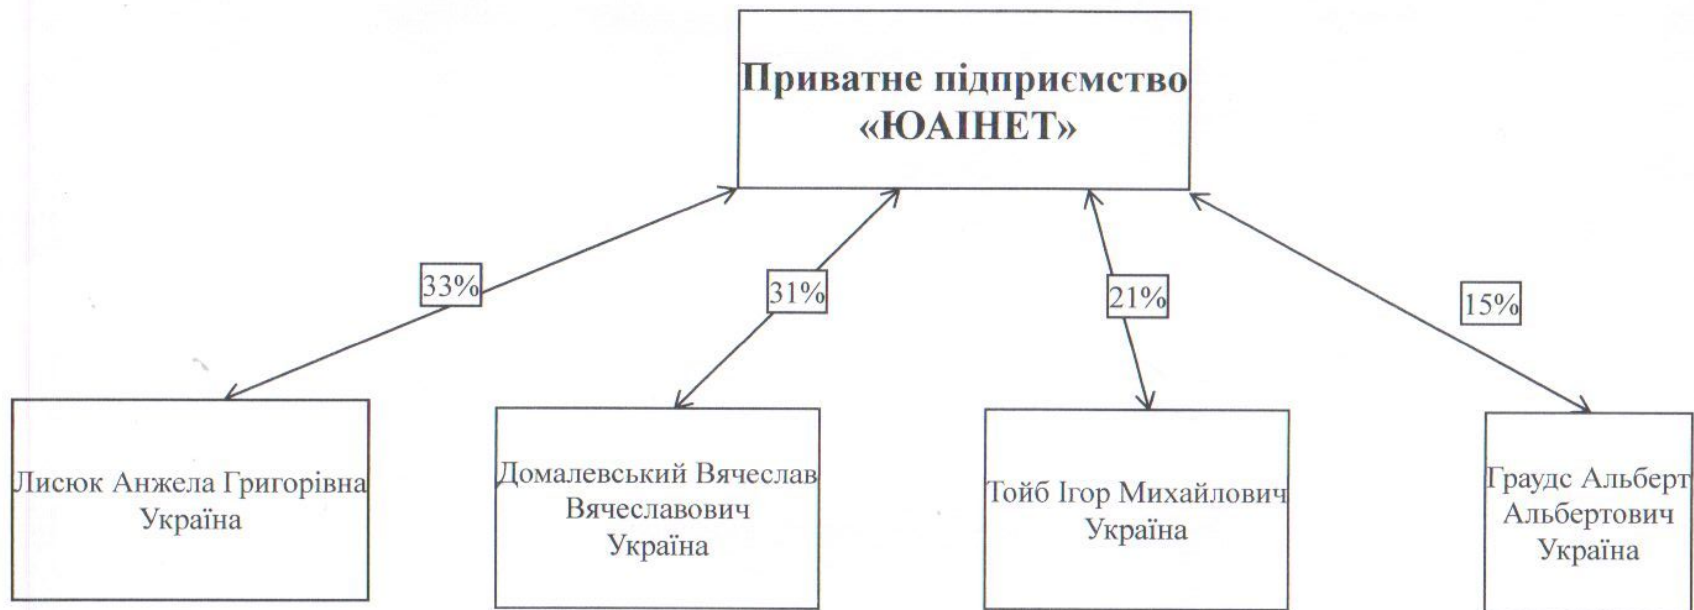 Приватне підприємство
«ЮАІНЕТ»
33%
31%
21%
15%
Лисюк Анжела Григорівна
Україна
Домалевський Вячеслав
Вячеславович
Україна
Тойб Ігор Михайлович
Україна
Граудс Альберт
Альбертович
Україна